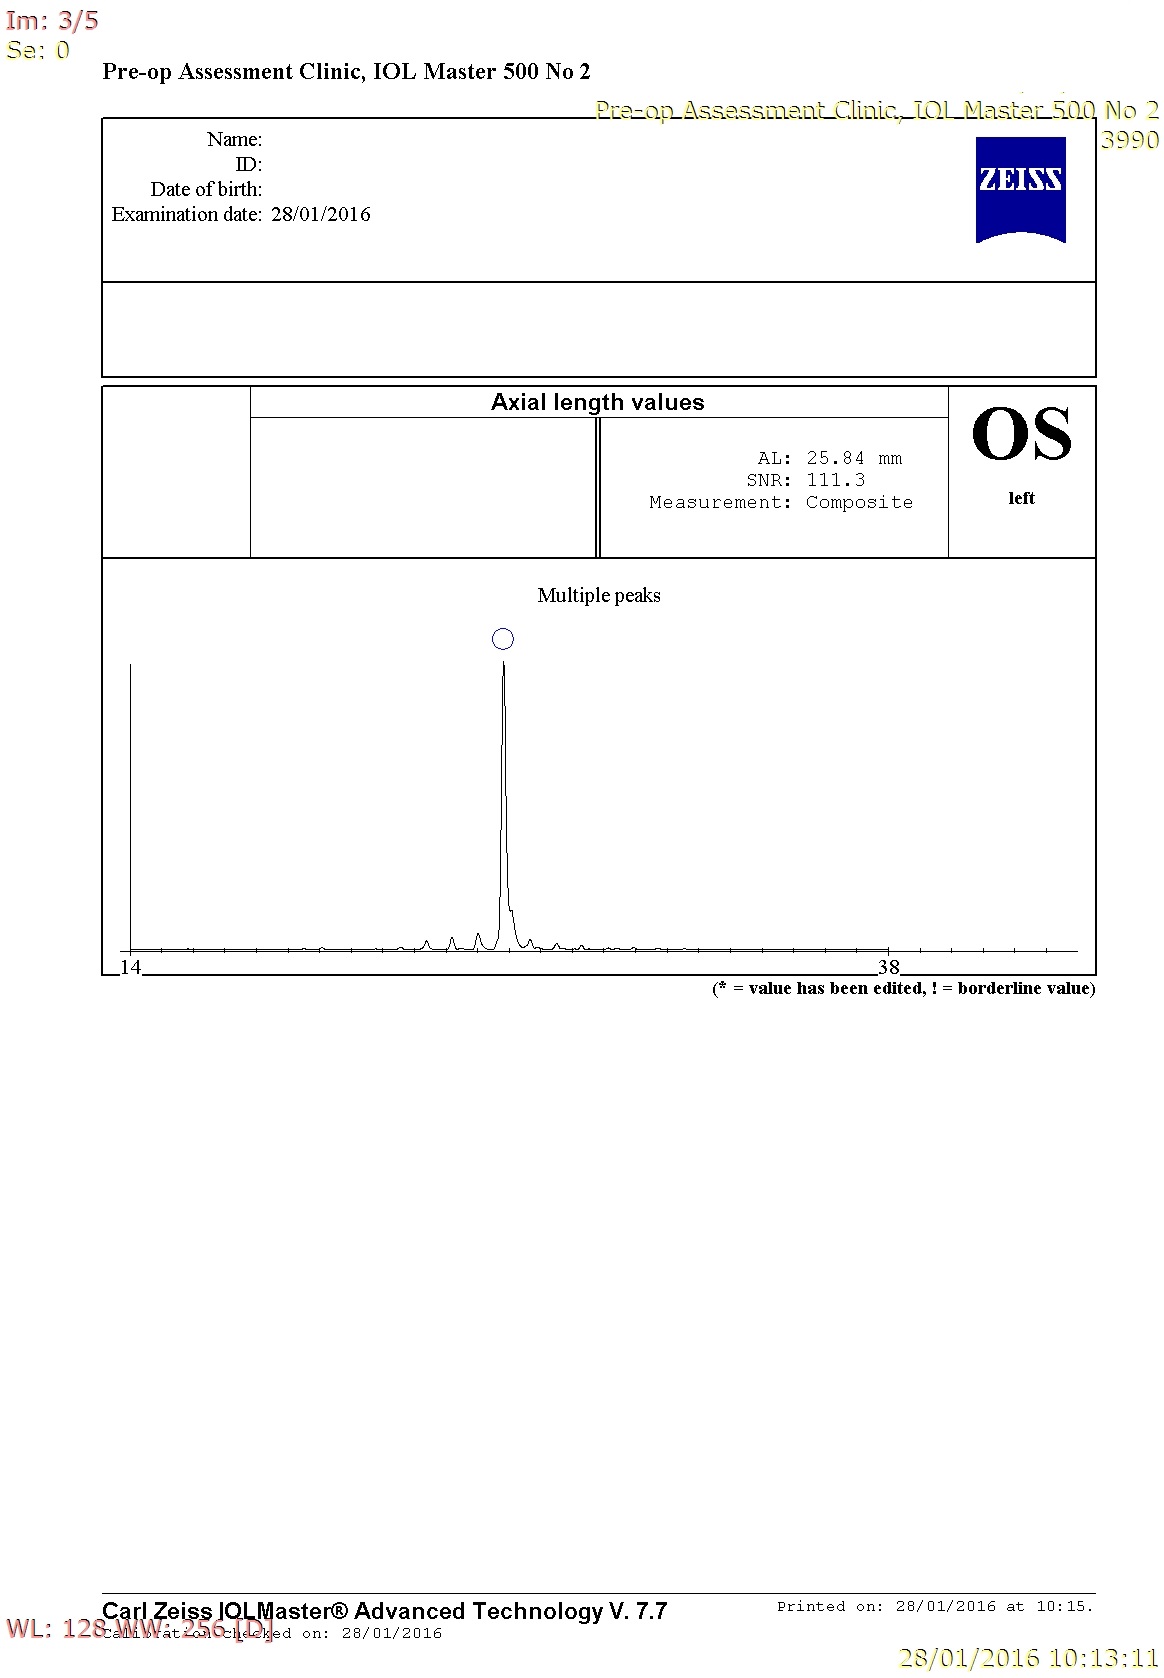 Im: 3/5
Se: 0
Pre-op Assessment Clinic, IOL Master 500 No 2
Pre-op Assessment Clinic, IOL Master 500 No 2
3990
Name:
ID:
Date of birth:
Examination date: 28/01/2016
ZEISS
Axial length values
AL: 25.84 mm
SNR: 111.3
Measurement: Composite
OS
left
Multiple peaks
14
38
(* = value has been edited, ! = borderline value)
Carl Zeiss IOLMaster® Advanced Technology V. 7.7
Printed on: 28/01/2016 at 10:15.
WL: 128 WW: 256 [D]
Calibration checked on: 28/01/2016
28/01/2016 10:13:11